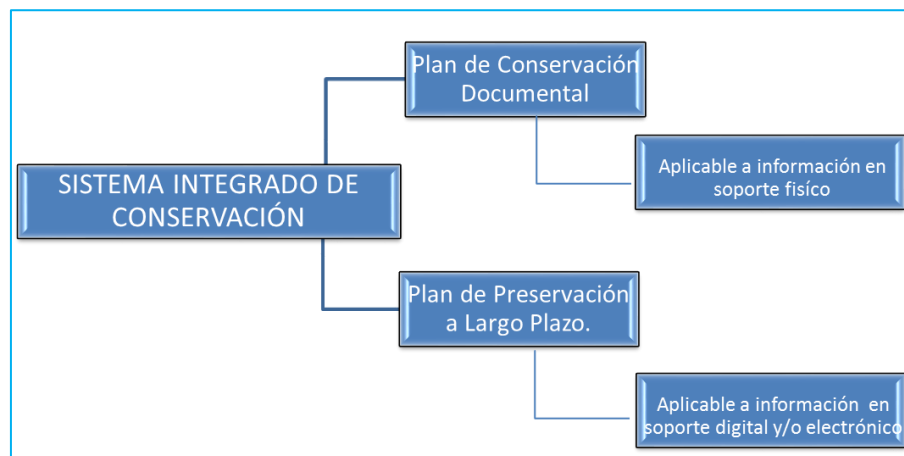 Plan de Conservación
Documental
Aplicable a información en
soporte fisíco
SISTEMA INTEGRADO DE
CONSERVACIÓN
Plan de Preservación
a Largo Plazo.
Aplicable a información en
soporte digital y/o electrónico